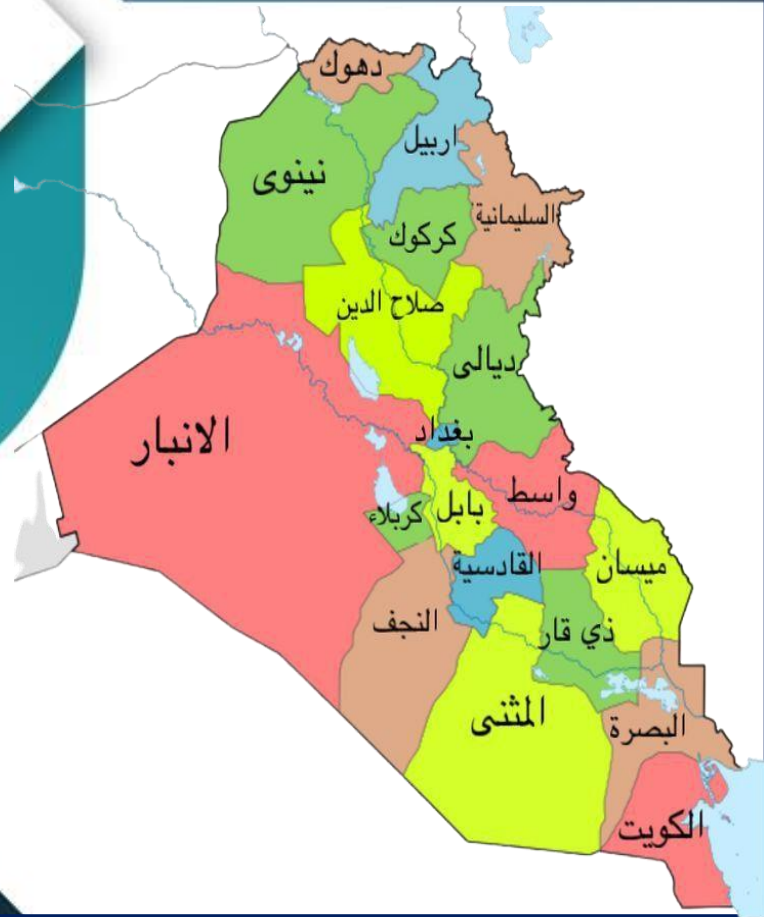 دهوك
اربيل
نينوى
السليمانية
كركوك
صلاح الدين
ديالى
بغداد
الانبار
واسط
بابل
كربلاء
القادسية
ميسان
النجف
ذي قار
المثنى
البصرة
الكويت